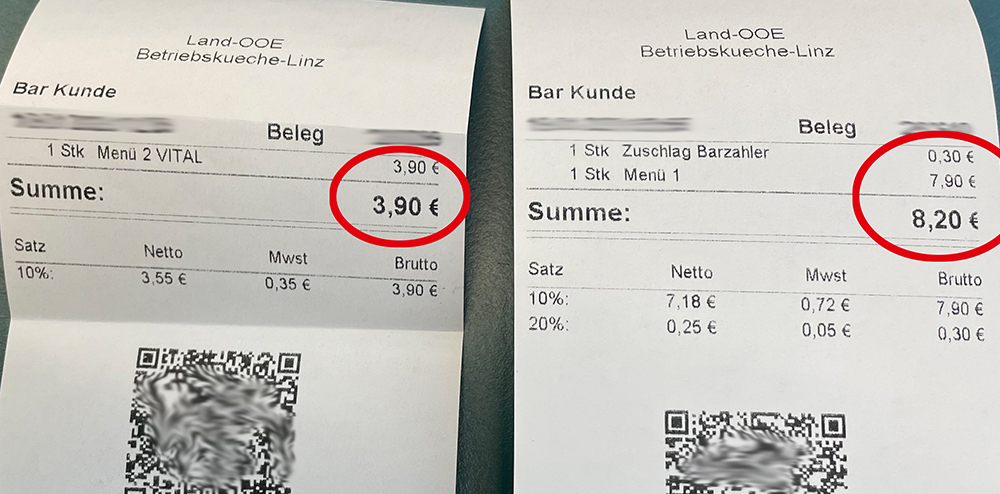 Land-OOE
Betriebskueche-Linz
Bar Kunde
Beleg
1 Stk Menü 2 VITAL 3,90 €
Summe: 3,90 €
Satz Netto Mwst Brutto
10%: 3,55 € 0,35 € 3,90 €
Land-OOE
Betriebskueche-Linz
Bar Kunde
Beleg
1 Stk Zuschlag Barzahler 0,30 €
1 Stk Menü 1 7,90 €
Summe: 8,20 €
Satz Netto Mwst Brutto
10%: 7,18 € 0,72 € 7,90 €
20%: 0,25 € 0,05 € 0,30 €